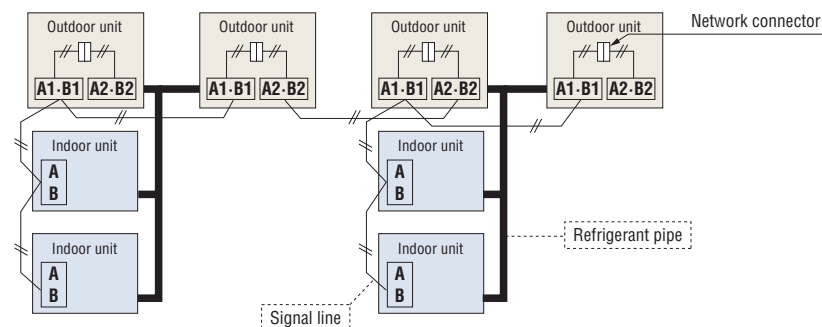 Outdoor unit
A1·B1 A2·B2
Outdoor unit
A1·B1 A2·B2
Outdoor unit
A1·B1 A2·B2
Outdoor unit
A1·B1 A2·B2
Network connector
Indoor unit
A
B
Indoor unit
A
B
Indoor unit
A
B
Indoor unit
A
B
Refrigerant pipe
Signal line